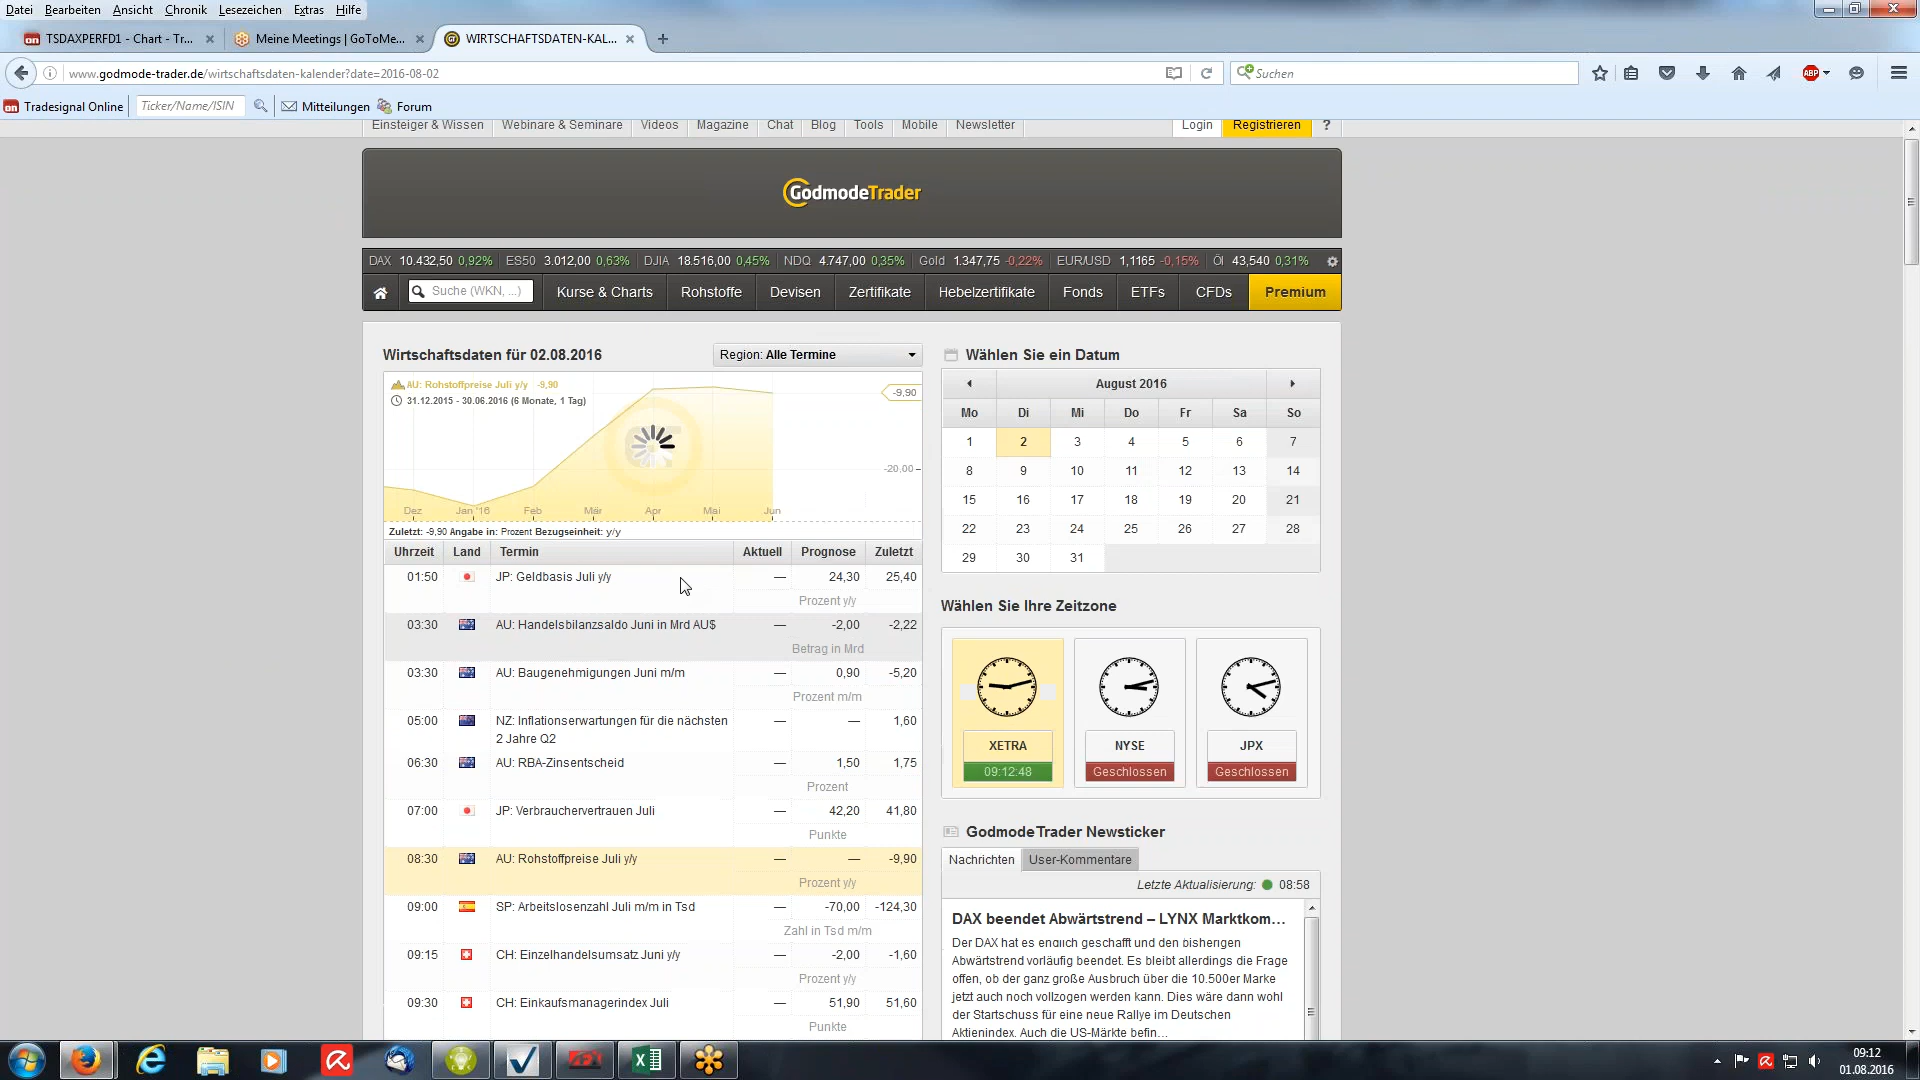 Datei Bearbeiten Ansicht Chronik Lesezeichen Extras Hilfe
TSDAXPERFD1 - Chart - Tr... Meine Meetings | GoToMe... WIRTSCHAFTSDATEN-KAL...
www.godmode-trader.de/wirtschaftsdaten-kalender?date=2016-08-02 Suchen
Tradesignal Online Ticker/Name/ISIN Mitteilungen Forum
Einsteiger & Wissen Webinare & Seminare Videos Magazine Chat Blog Tools Mobile Newsletter Login Registrieren ?
GodmodeTrader
DAX 10.432,50 0,92% ES50 3.012,00 0,63% DJIA 18.516,00 0,45% NDQ 4.747,00 0,35% Gold 1.347,75 -0,22% EUR/USD 1,1165 -0,15% Öl 43,540 0,31%
Suche (WKN, ...) Kurse & Charts Rohstoffe Devisen Zertifikate Hebelzertifikate Fonds ETFs CFDs Premium
Wirtschaftsdaten für 02.08.2016 Region: Alle Termine
AU: Rohstoffpreise Juli y/y -9,90
31.12.2015 - 30.06.2016 (6 Monate, 1 Tag)
-9,90
-20,00
Dez Jan '16 Feb Mär Apr Mai Jun
Zuletzt: -9,90 Angabe in: Prozent Bezugseinheit: y/y
Uhrzeit Land Termin Aktuell Prognose Zuletzt
01:50 JP: Geldbasis Juli y/y — 24,30 25,40
Prozent y/y
03:30 AU: Handelsbilanzsaldo Juni in Mrd AU$ — -2,00 -2,22
Betrag in Mrd
03:30 AU: Baugenehmigungen Juni m/m — 0,90 -5,20
Prozent m/m
05:00 NZ: Inflationserwartungen für die nächsten — — 1,60
2 Jahre Q2
06:30 AU: RBA-Zinsentscheid 1,50 1,75
Prozent
07:00 JP: Verbrauchervertrauen Juli — 42,20 41,80
Punkte
08:30 AU: Rohstoffpreise Juli y/y — — -9,90
Prozent y/y
09:00 SP: Arbeitslosenzahl Juli m/m in Tsd — -70,00 -124,30
Zahl in Tsd m/m
09:15 CH: Einzelhandelsumsatz Juni y/y — -2,00 -1,60
Prozent y/y
09:30 CH: Einkaufsmanagerindex Juli — 51,90 51,60
Punkte
Wählen Sie ein Datum
August 2016
Mo Di Mi Do Fr Sa So
1 2 3 4 5 6 7
8 9 10 11 12 13 14
15 16 17 18 19 20 21
22 23 24 25 26 27 28
29 30 31
Wählen Sie Ihre Zeitzone
XETRA NYSE JPX
09:12:48 Geschlossen Geschlossen
GodmodeTrader Newsticker
Nachrichten User-Kommentare
Letzte Aktualisierung: 08:58
DAX beendet Abwärtstrend – LYNX Marktkom...
Der DAX hat es endlich geschafft und den bisherigen
Abwärtstrend vorläufig beendet. Es bleibt allerdings die Frage
offen, ob der ganz große Ausbruch über die 10.500er Marke
jetzt auch noch vollzogen werden kann. Dies wäre dann wohl
der Startschuss für eine neue Rallye im Deutschen
Aktienindex. Auch die US-Märkte befin...
09:12
01.08.2016